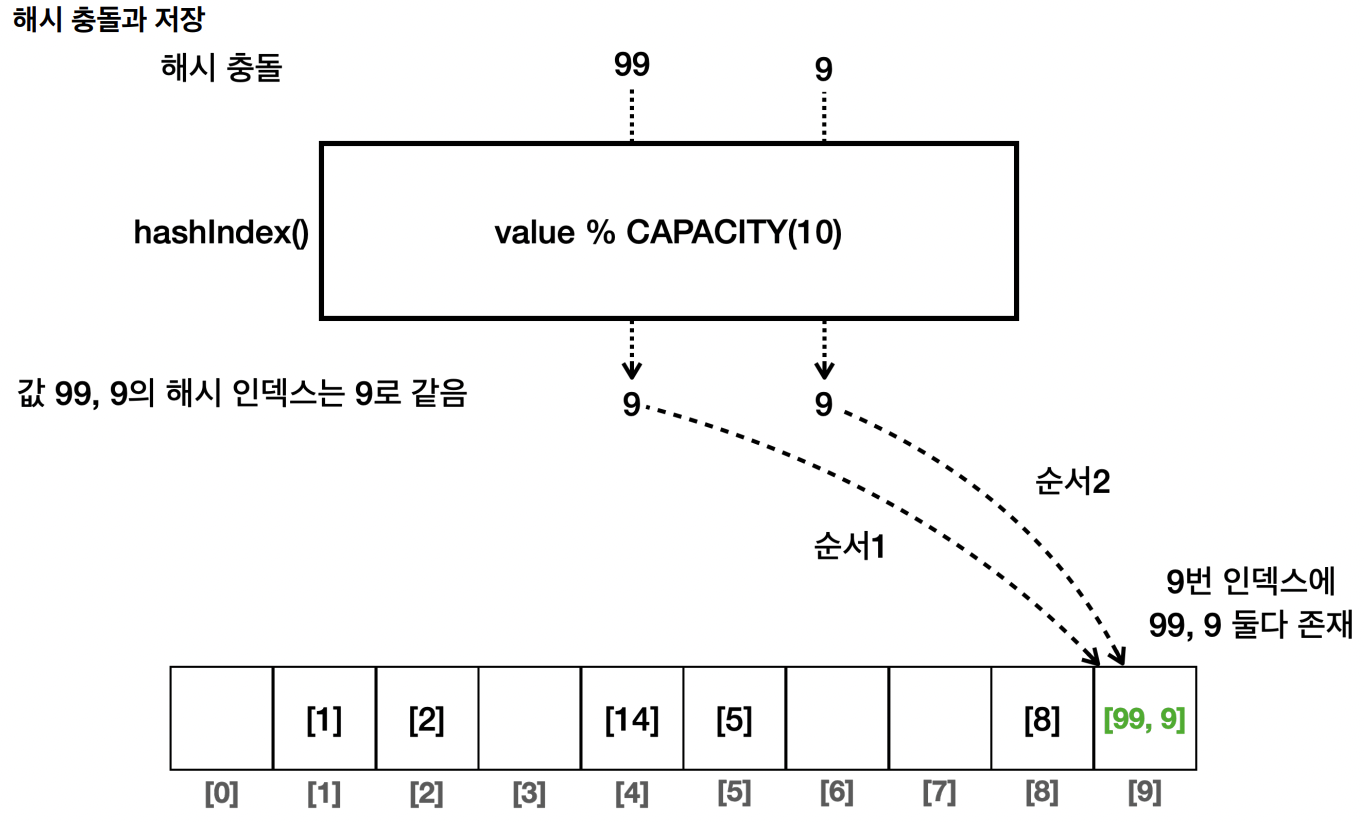 해시 충돌과 저장
해시 충돌
99
9
hashIndex()
value % CAPACITY(10)
값 99, 9의 해시 인덱스는 9로 같음
9
9
순서2
순서1
9번 인덱스에
99, 9 둘다 존재
[1] [2] [14] [5] [8] [99, 9]
[0] [1] [2] [3] [4] [5] [6] [7] [8] [9]